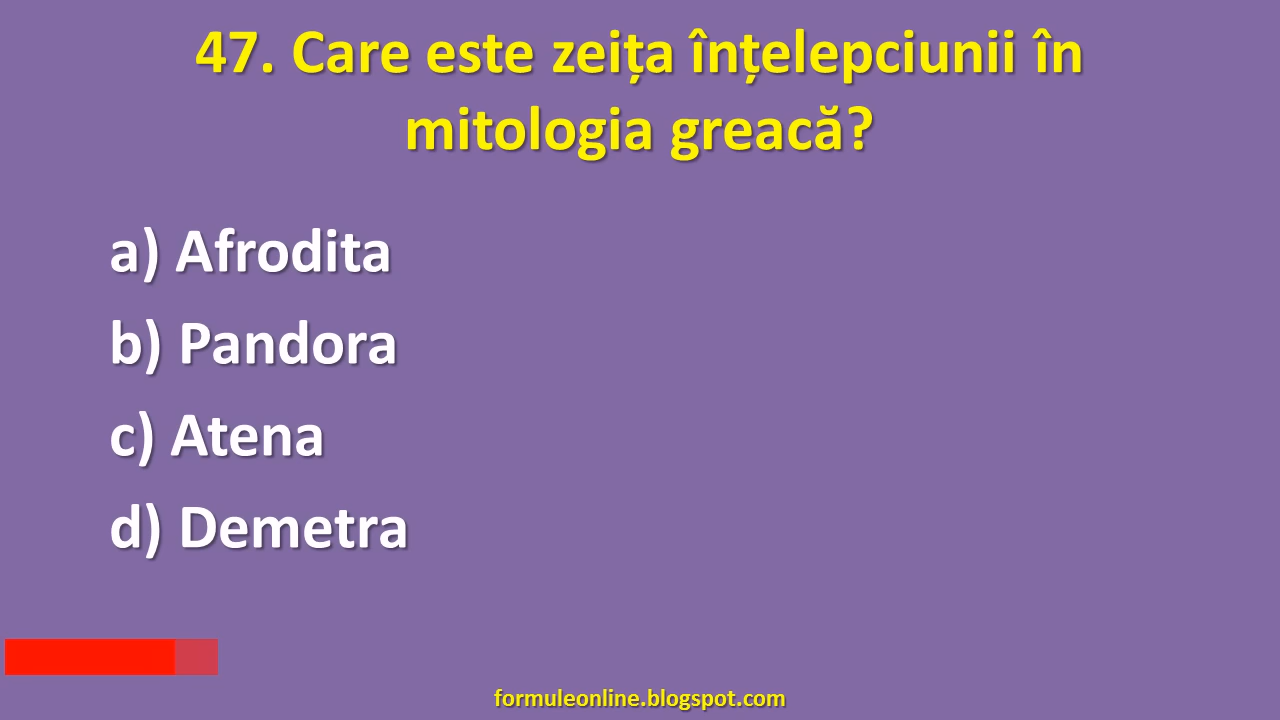 47. Care este zeița înțelepciunii în
mitologia greacă?
a) Afrodita
b) Pandora
c) Atena
d) Demetra
formuleonline.blogspot.com